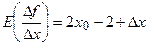 E(Δf/Δx) = 2x₀ - 2 + Δx